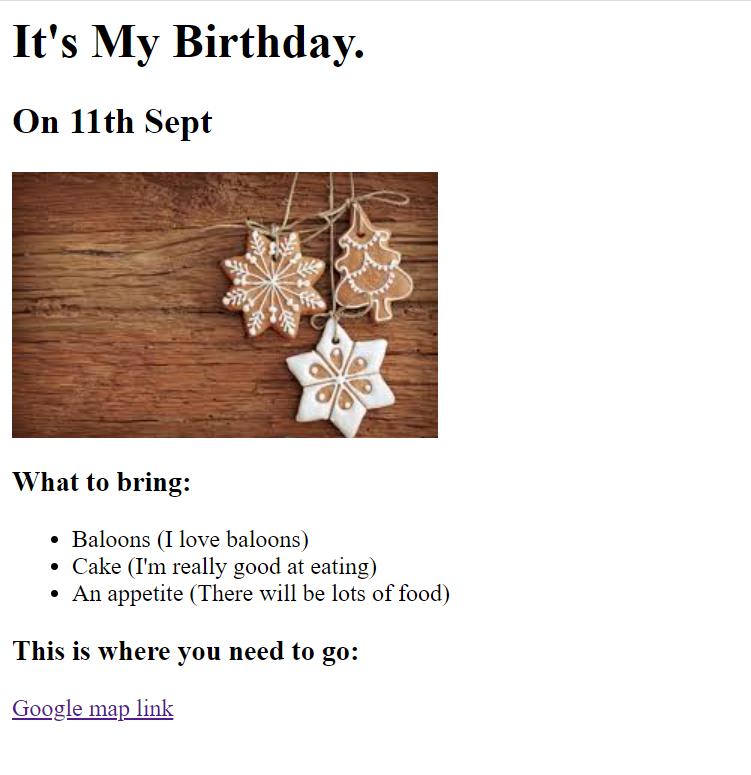 It's My Birthday.
On 11th Sept
What to bring:
Baloons (I love baloons)
Cake (I'm really good at eating)
An appetite (There will be lots of food)
This is where you need to go:
Google map link